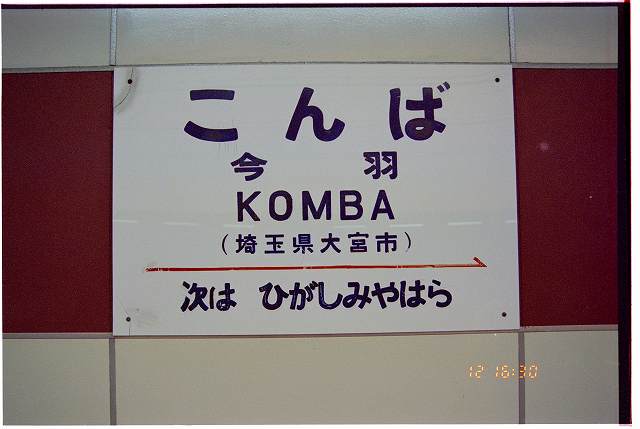 こんば
今羽
KOMBA
(埼玉県大宮市)
次は ひがしみやはら
12 16:30